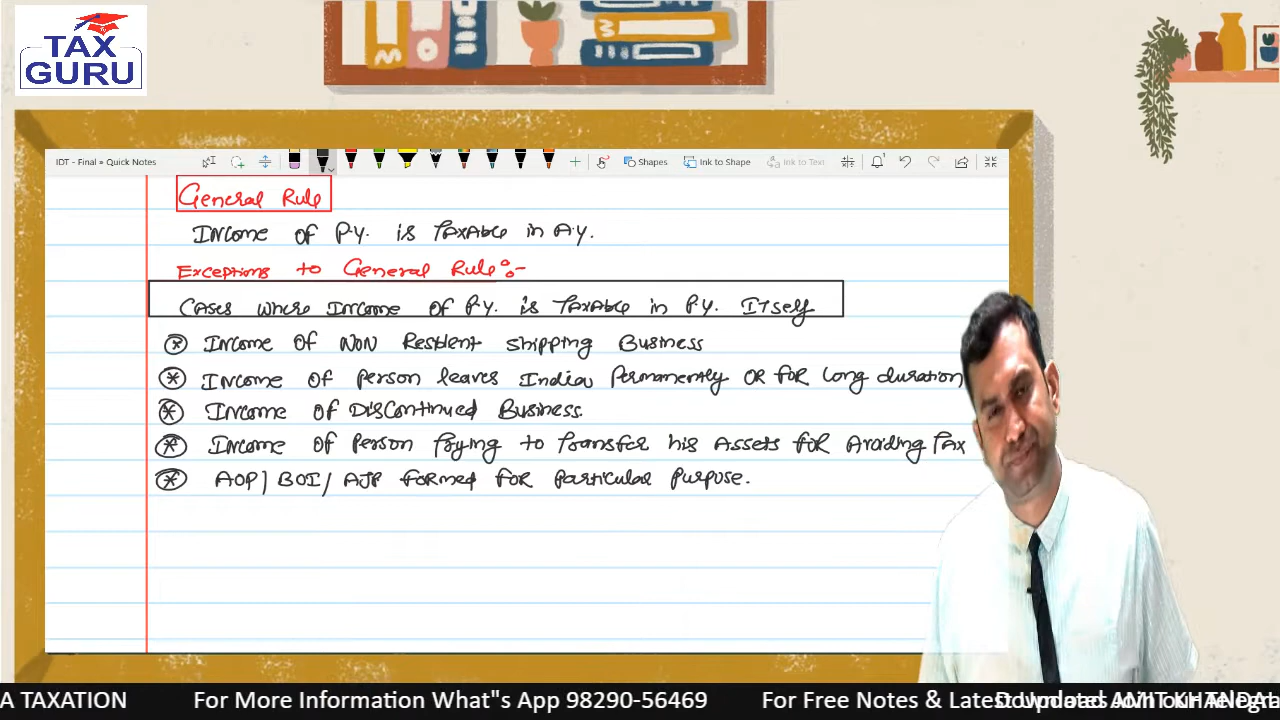 TAX
GURU
IDT - Final » Quick Notes
Shapes
Ink to Shape
Ink to Text
General Rule
Income of P.Y. is Taxable in A.Y.
Exceptions to General Rule:-
Cases where Income of P.Y. is Taxable in P.Y. Itself
Income of Non Resident Shipping Business
Income of person leaves India Permanently OR for long duration
Income of Discontinued Business
Income of Person Trying to Transfer his Assets for Avoiding Tax
AOP/ BOI/ AJP formed for Particular Purpose.
A TAXATION For More Information What"s App 98290-56469 For Free Notes & Latest